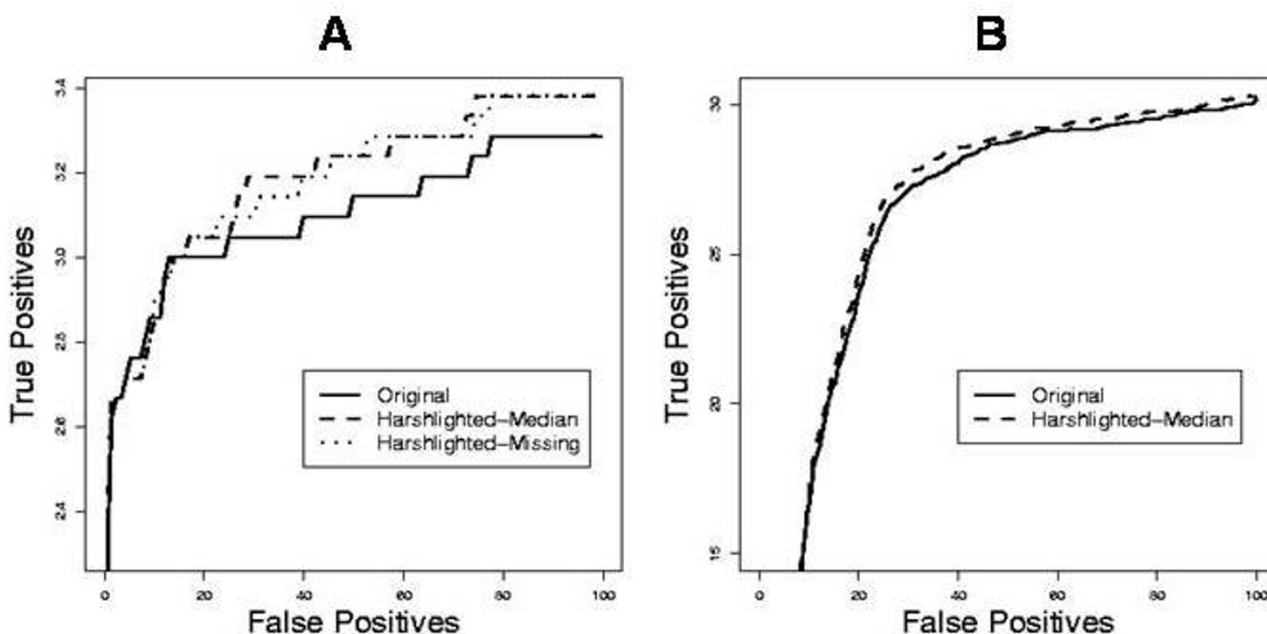 A
B
True Positives
3.4
3.2
3.0
2.8
2.6
2.4
Original
Harshlighted-Median
Harshlighted-Missing
0 20 40 60 80 100
False Positives
True Positives
30
25
20
15
Original
Harshlighted-Median
0 20 40 60 80 100
False Positives